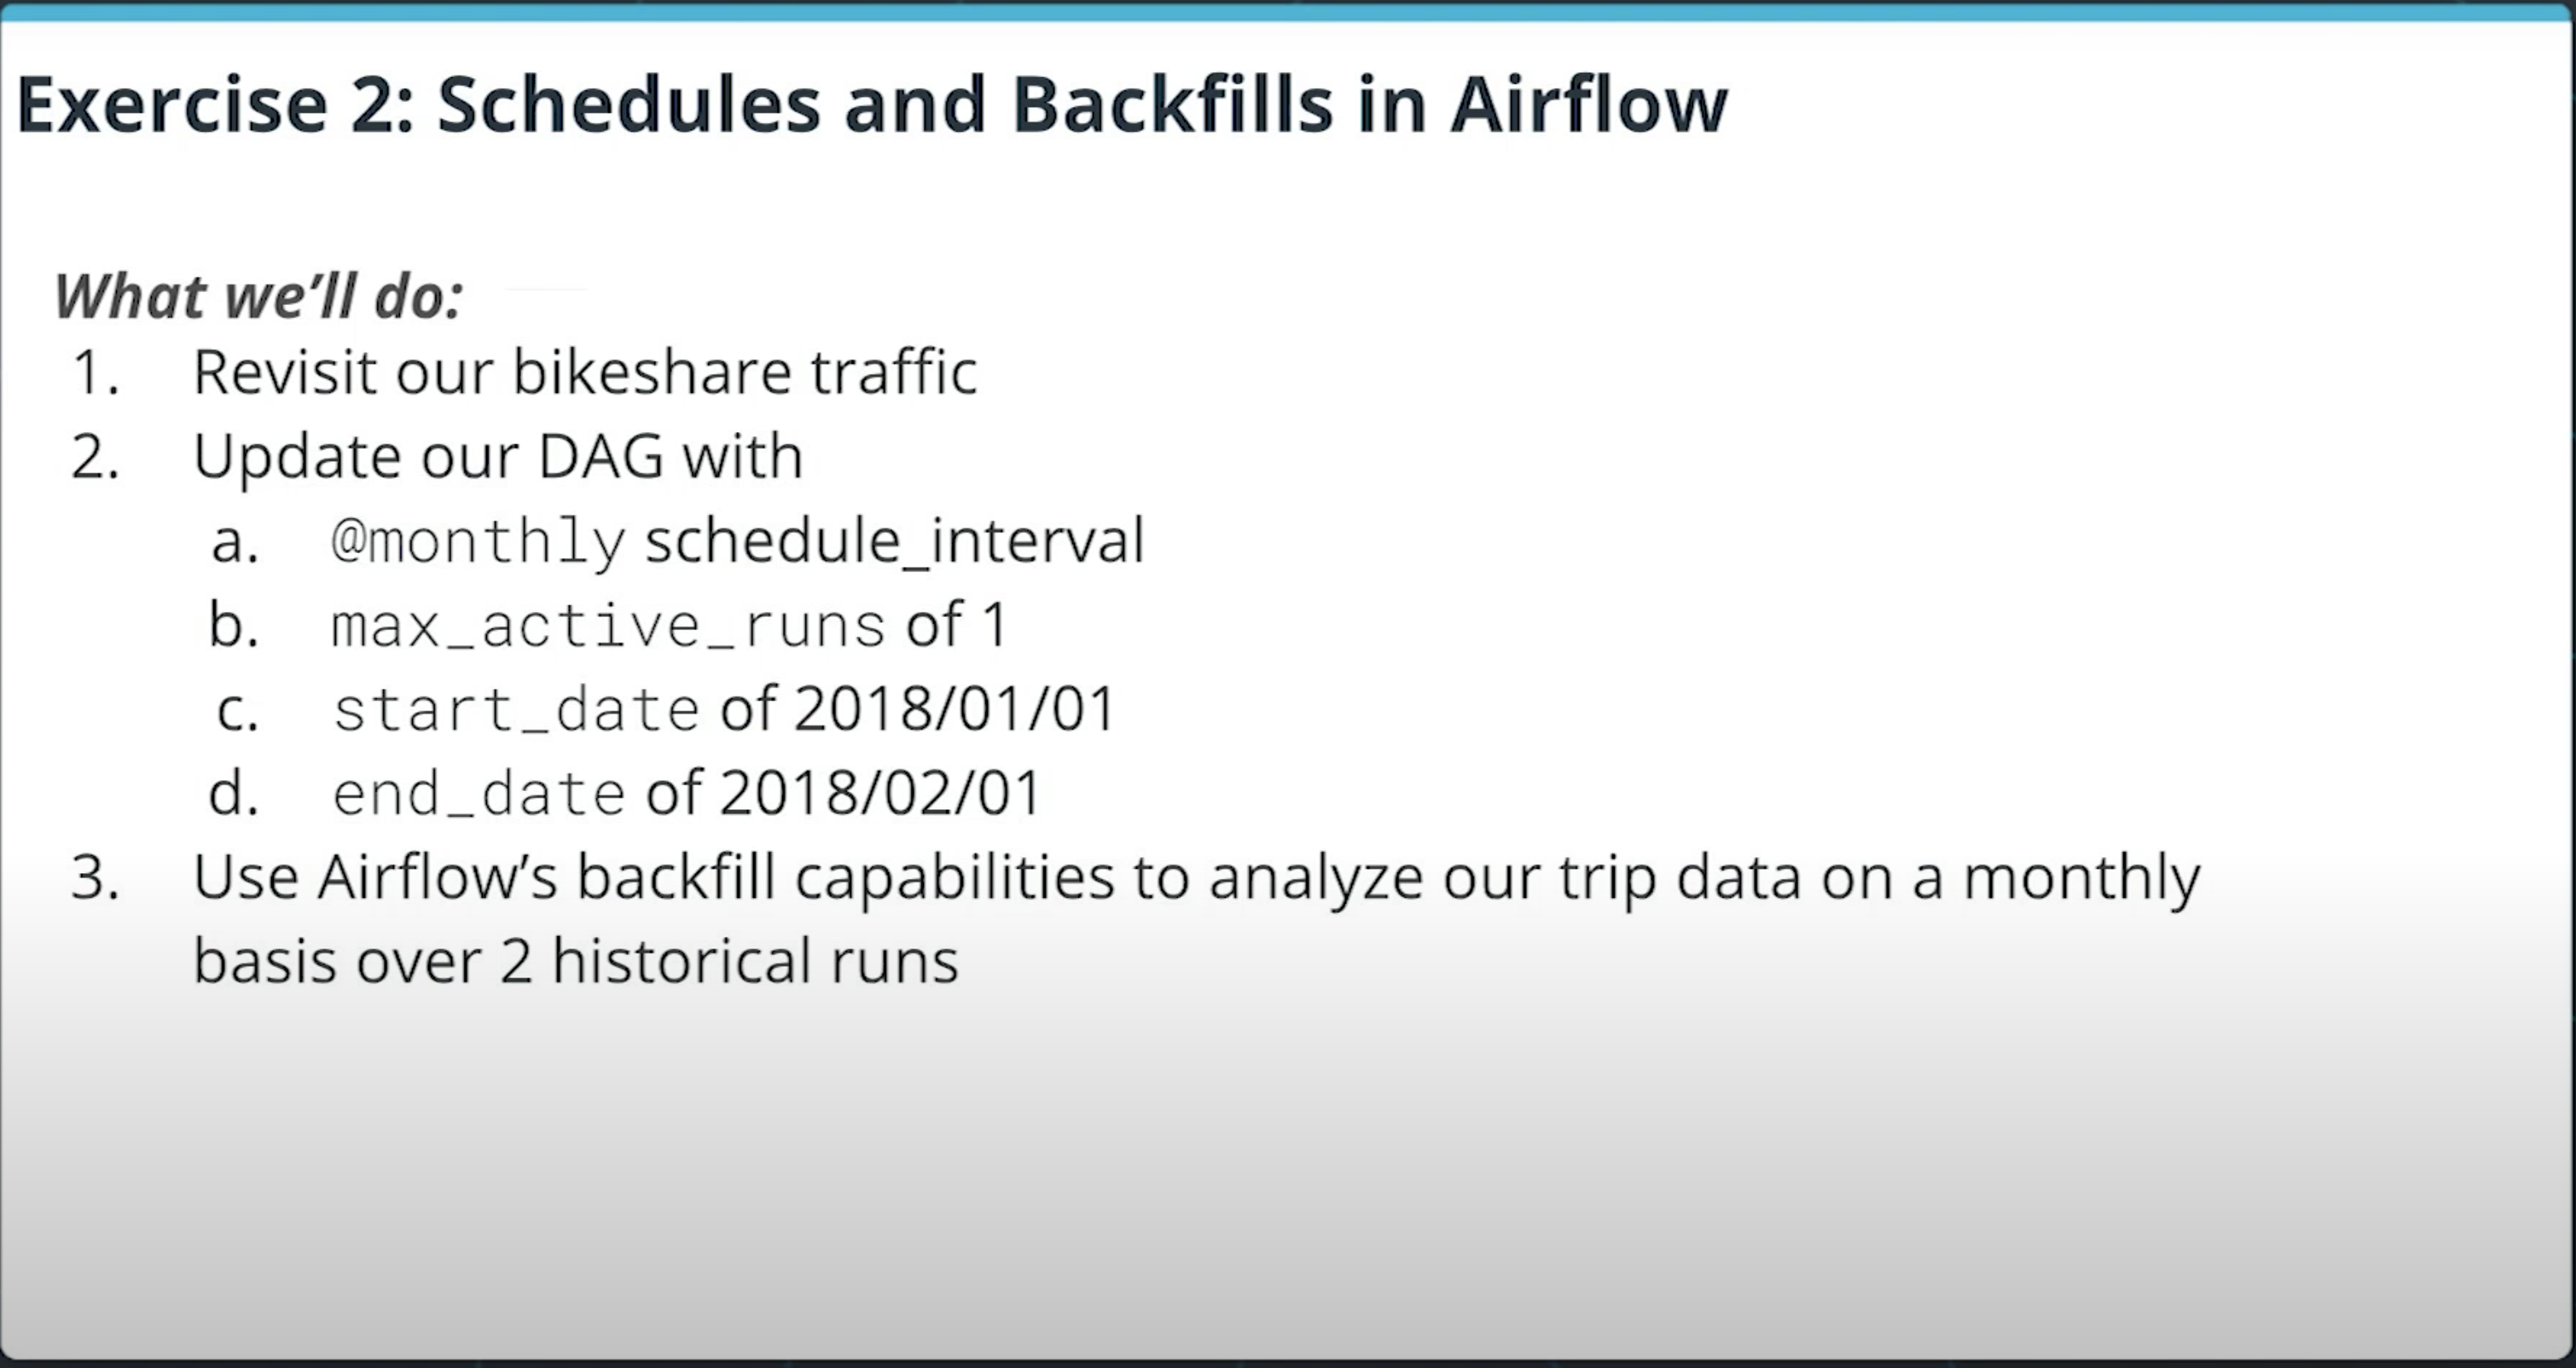 Exercise 2: Schedules and Backfills in Airflow
What we’ll do:
1. Revisit our bikeshare traffic
2. Update our DAG with
a. @monthly schedule_interval
b. max_active_runs of 1
c. start_date of 2018/01/01
d. end_date of 2018/02/01
3. Use Airflow’s backfill capabilities to analyze our trip data on a monthly
basis over 2 historical runs